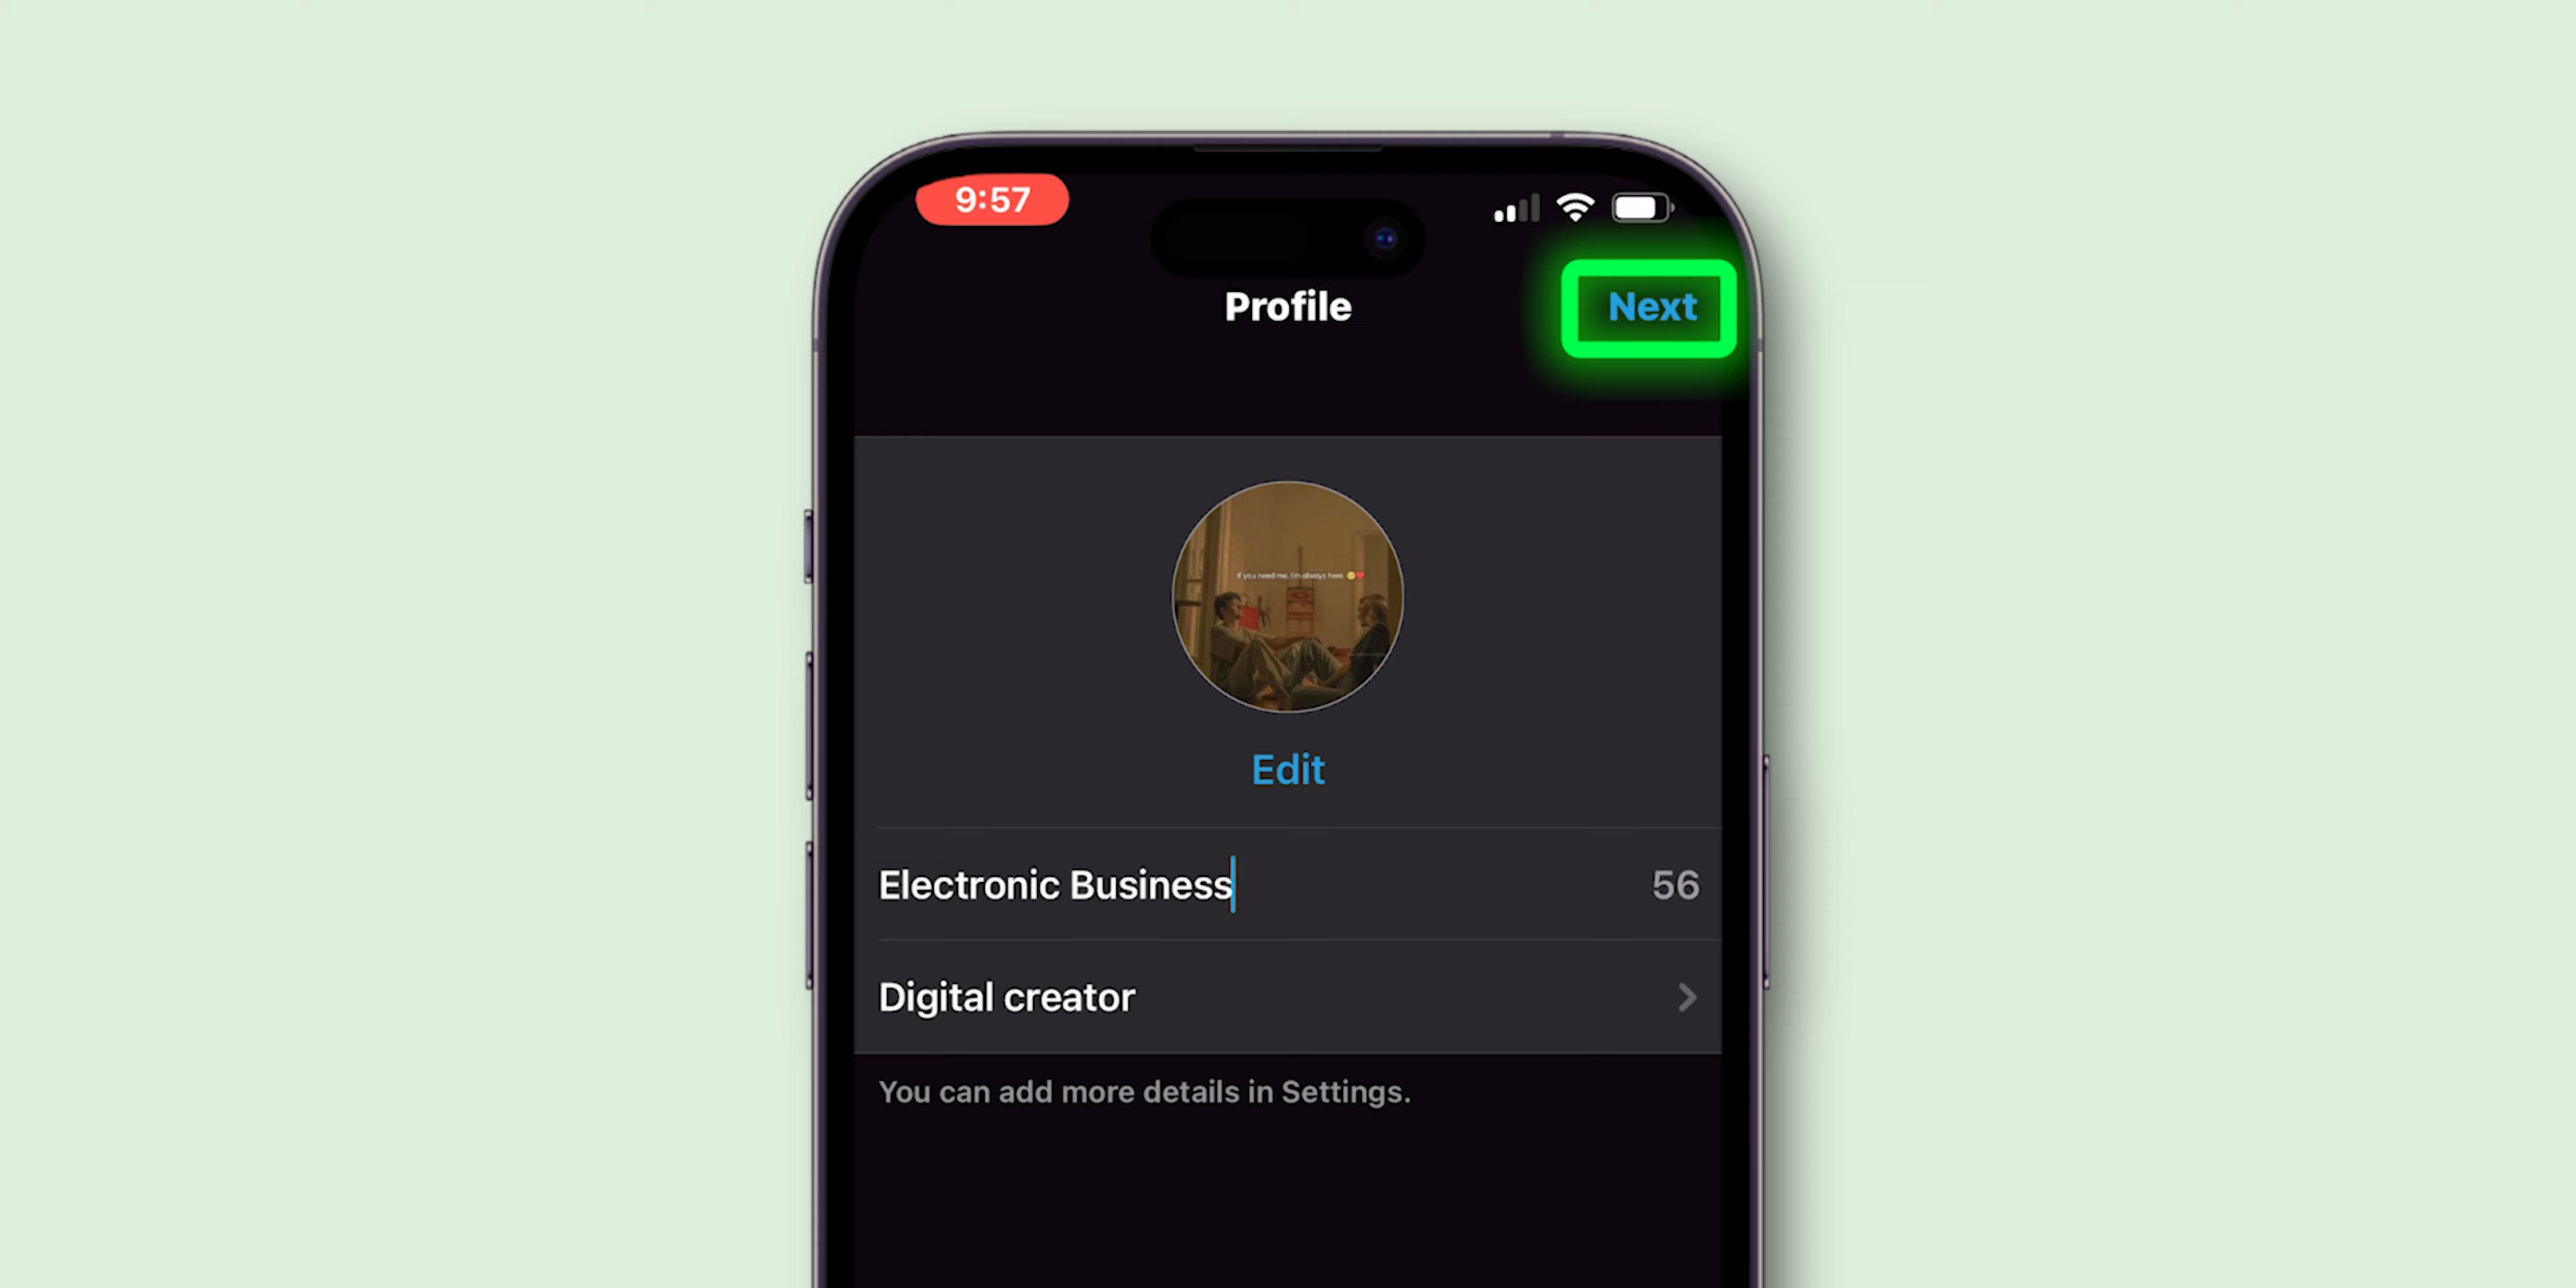 9:57
Profile
Next
If you need me, I'm always here. 😊❤️
Edit
Electronic Business
56
Digital creator
You can add more details in Settings.